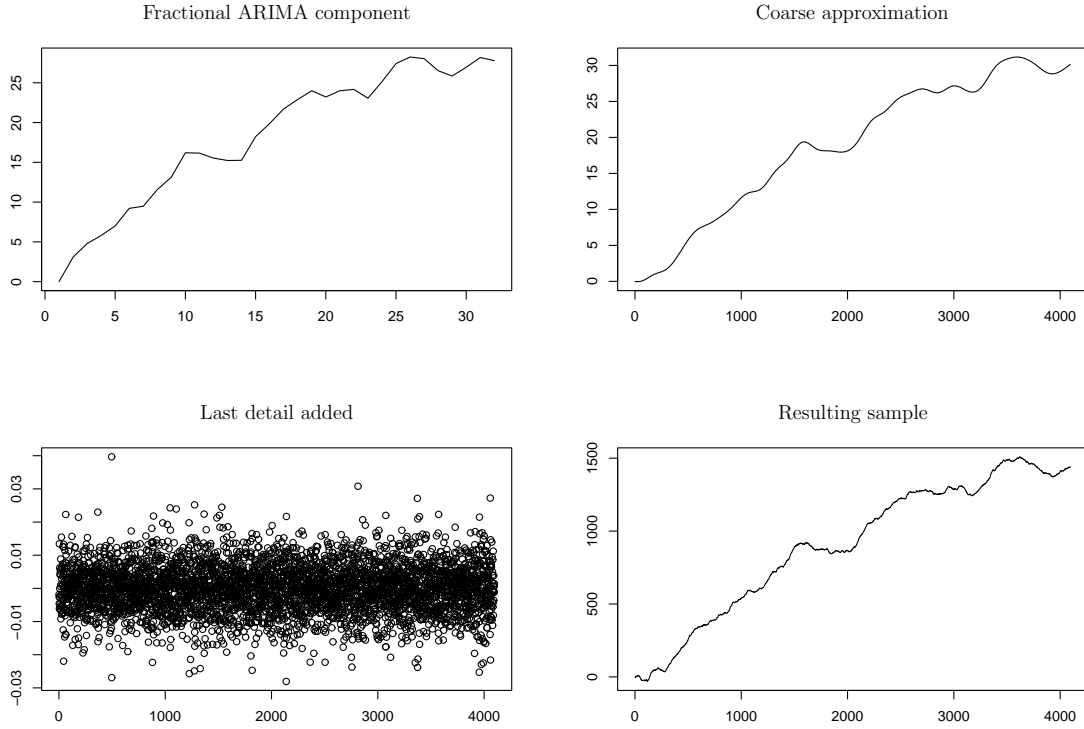 Fractional ARIMA component
0 5 10 15 20 25
0 5 10 15 20 25 30
Coarse approximation
0 5 10 15 20 25 30
0 1000 2000 3000 4000
Last detail added
−0.03 −0.01 0.01 0.03
0 1000 2000 3000 4000
Resulting sample
0 500 1000 1500
0 1000 2000 3000 4000